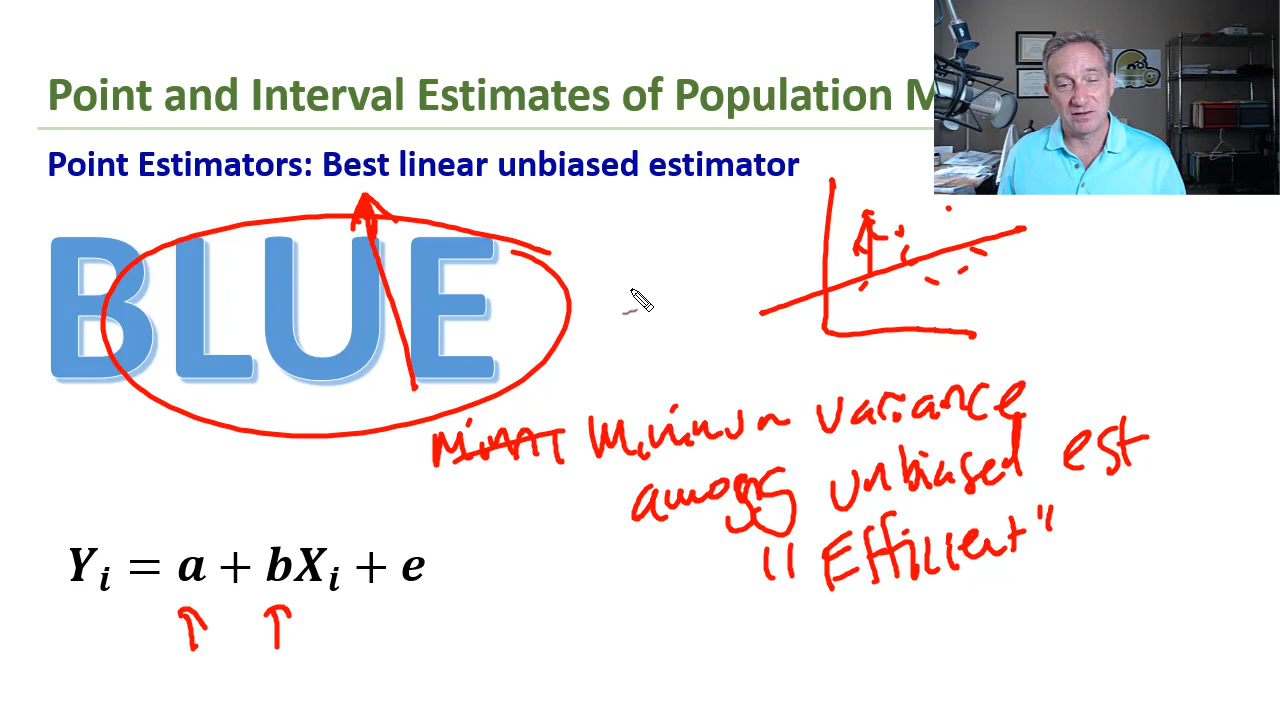 Point and Interval Estimates of Population M
Point Estimators: Best linear unbiased estimator
BLUE
Minimum variance
among unbiased est
"Efficient"
Yᵢ = a + bXᵢ + e